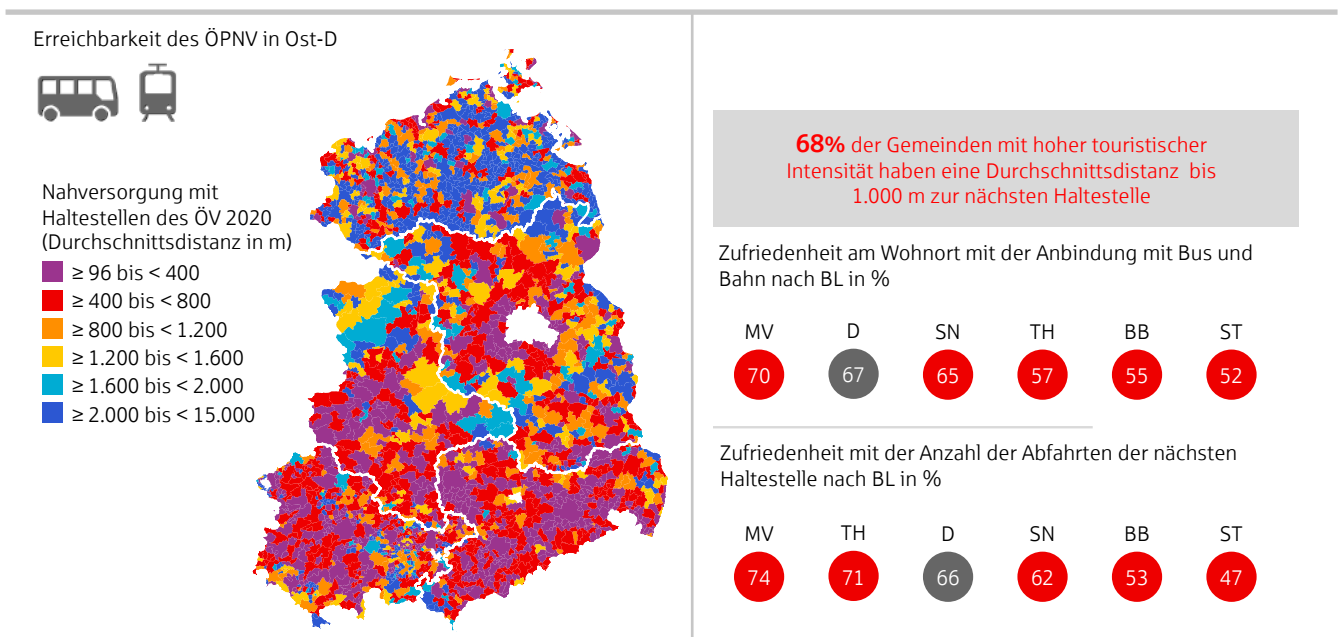 Erreichbarkeit des ÖPNV in Ost-D
Nahversorgung mit
Haltestellen des ÖV 2020
(Durchschnittsdistanz in m)
≥ 96 bis < 400
≥ 400 bis < 800
≥ 800 bis < 1.200
≥ 1.200 bis < 1.600
≥ 1.600 bis < 2.000
≥ 2.000 bis < 15.000
68% der Gemeinden mit hoher touristischer
Intensität haben eine Durchschnittsdistanz bis
1.000 m zur nächsten Haltestelle
Zufriedenheit am Wohnort mit der Anbindung mit Bus und
Bahn nach BL in %
MV D SN TH BB ST
70 67 65 57 55 52
Zufriedenheit mit der Anzahl der Abfahrten der nächsten
Haltestelle nach BL in %
MV TH D SN BB ST
74 71 66 62 53 47